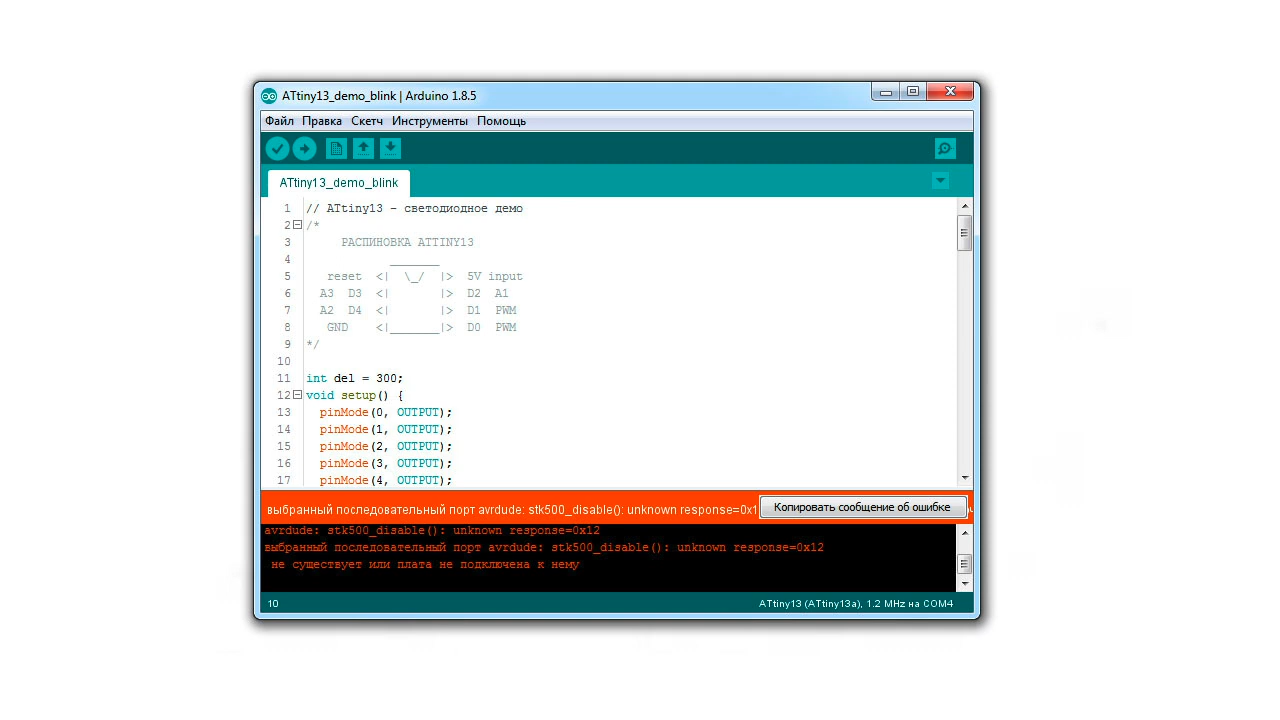 ATtiny13_demo_blink | Arduino 1.8.5
Файл Правка Скетч Инструменты Помощь
ATtiny13_demo_blink
1 // ATtiny13 - светодиодное демо
2 /*
3 РАСПИНОВКА ATTINY13
4 _______
5 reset <| \_/ |> 5V input
6 A3 D3 <| |> D2 A1
7 A2 D4 <| |> D1 PWM
8 GND <|_______|> D0 PWM
9 */
10
11 int del = 300;
12 void setup() {
13 pinMode(0, OUTPUT);
14 pinMode(1, OUTPUT);
15 pinMode(2, OUTPUT);
16 pinMode(3, OUTPUT);
17 pinMode(4, OUTPUT);
выбранный последовательный порт avrdude: stk500_disable(): unknown response=0x1 Копировать сообщение об ошибке
avrdude: stk500_disable(): unknown response=0x12
выбранный последовательный порт avrdude: stk500_disable(): unknown response=0x12
не существует или плата не подключена к нему
10 ATtiny13 (ATtiny13a), 1.2 MHz на COM4